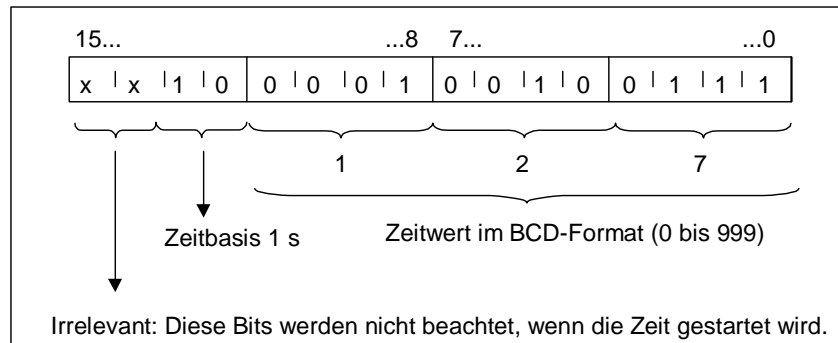 15... ...8 7... ...0
x x 1 0 0 0 0 1 0 0 1 0 0 1 1 1
1 2 7
Zeitbasis 1 s Zeitwert im BCD-Format (0 bis 999)
Irrelevant: Diese Bits werden nicht beachtet, wenn die Zeit gestartet wird.